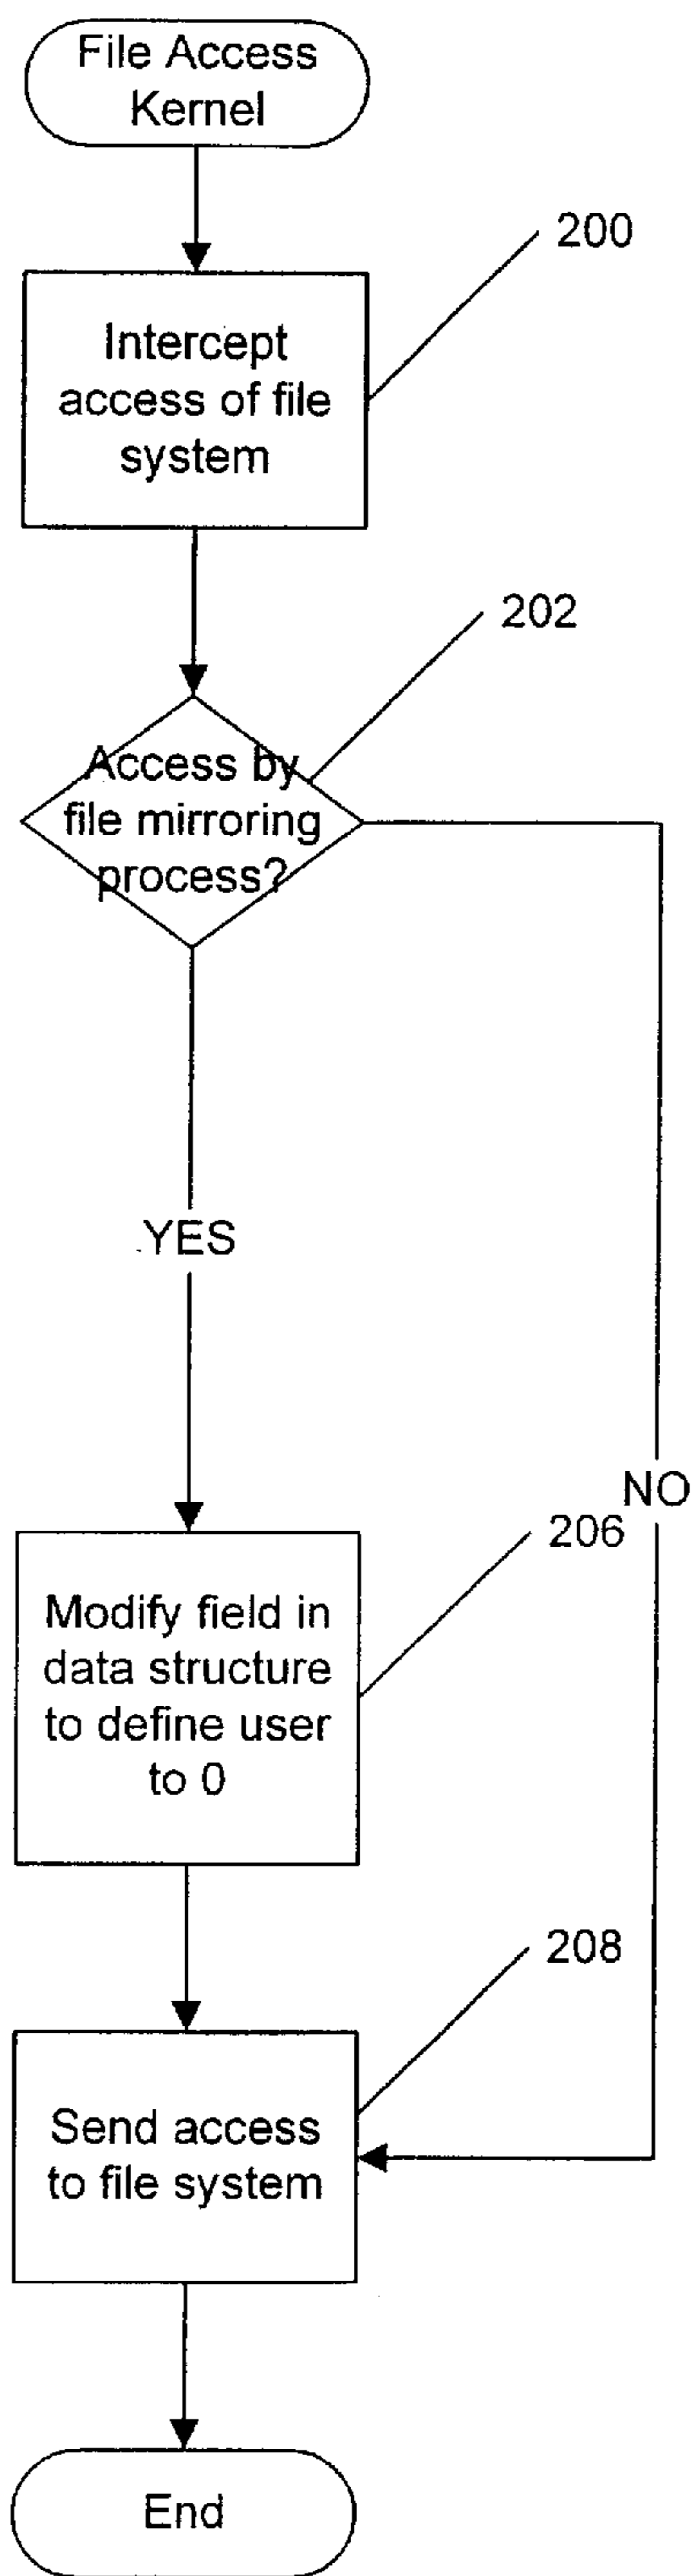 File Access
Kernel
200
Intercept
access of file
system
202
Access by
file mirroring
process?
YES
NO
206
Modify field in
data structure
to define user
to 0
208
Send access
to file system
End